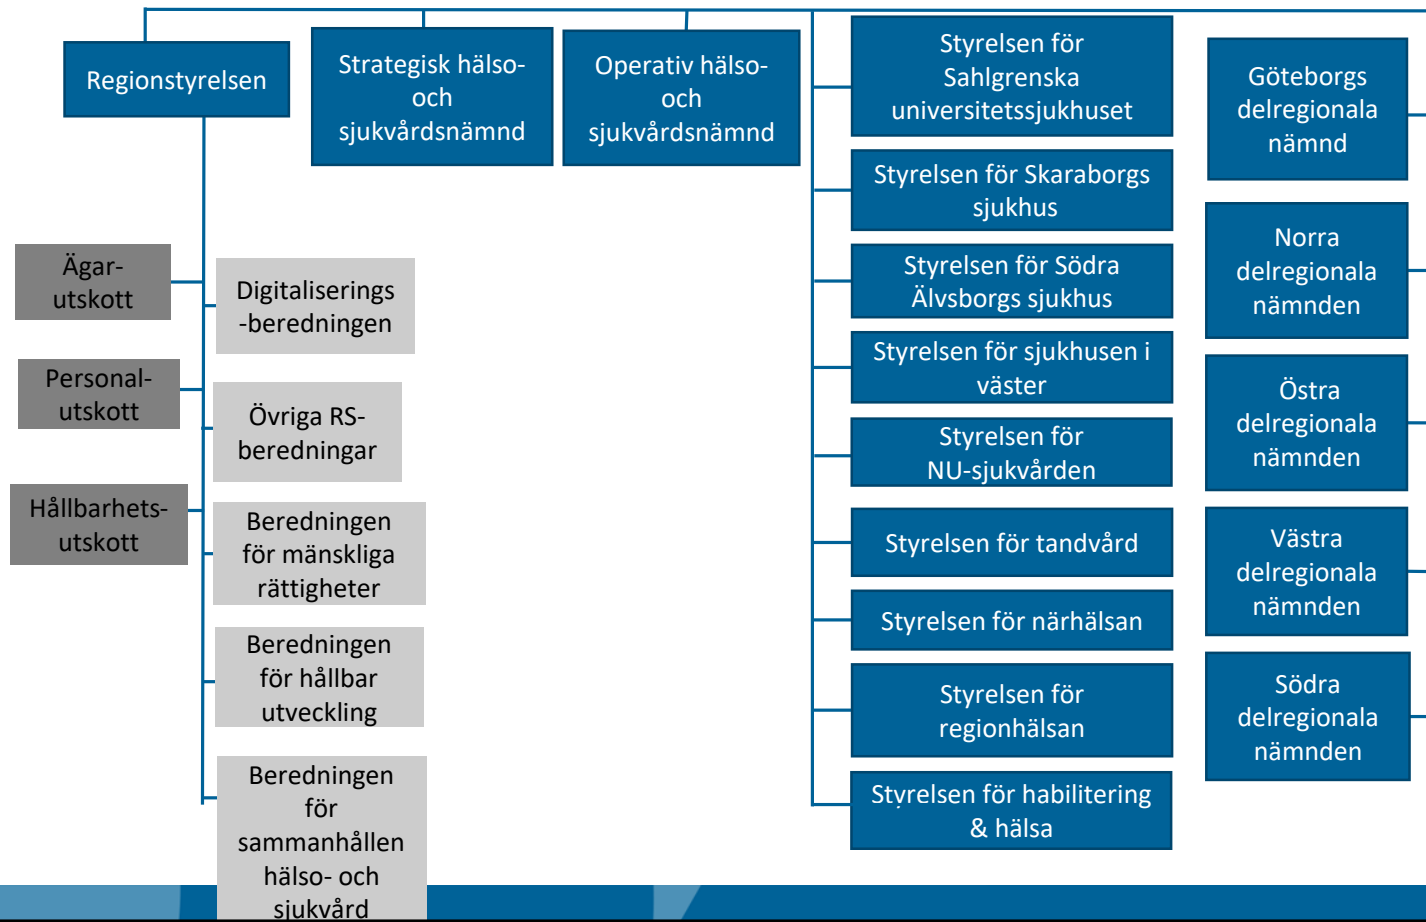 Regionstyrelsen
Strategisk hälso-
och
sjukvårdsnämnd
Operativ hälso-
och
sjukvårdsnämnd
Ägar-
utskott
Personal-
utskott
Hållbarhets-
utskott
Digitaliserings
-beredningen
Övriga RS-
beredningar
Beredningen
för mänskliga
rättigheter
Beredningen
för hållbar
utveckling
Beredningen
för
sammanhållen
hälso- och
sjukvård
Styrelsen för
Sahlgrenska
universitetssjukhuset
Styrelsen för Skaraborgs
sjukhus
Styrelsen för Södra
Älvsborgs sjukhus
Styrelsen för sjukhusen i
väster
Styrelsen för
NU-sjukvården
Styrelsen för tandvård
Styrelsen för närhälsan
Styrelsen för
regionhälsan
Styrelsen för habilitering
& hälsa
Göteborgs
delregionala
nämnd
Norra
delregionala
nämnden
Östra
delregionala
nämnden
Västra
delregionala
nämnden
Södra
delregionala
nämnden